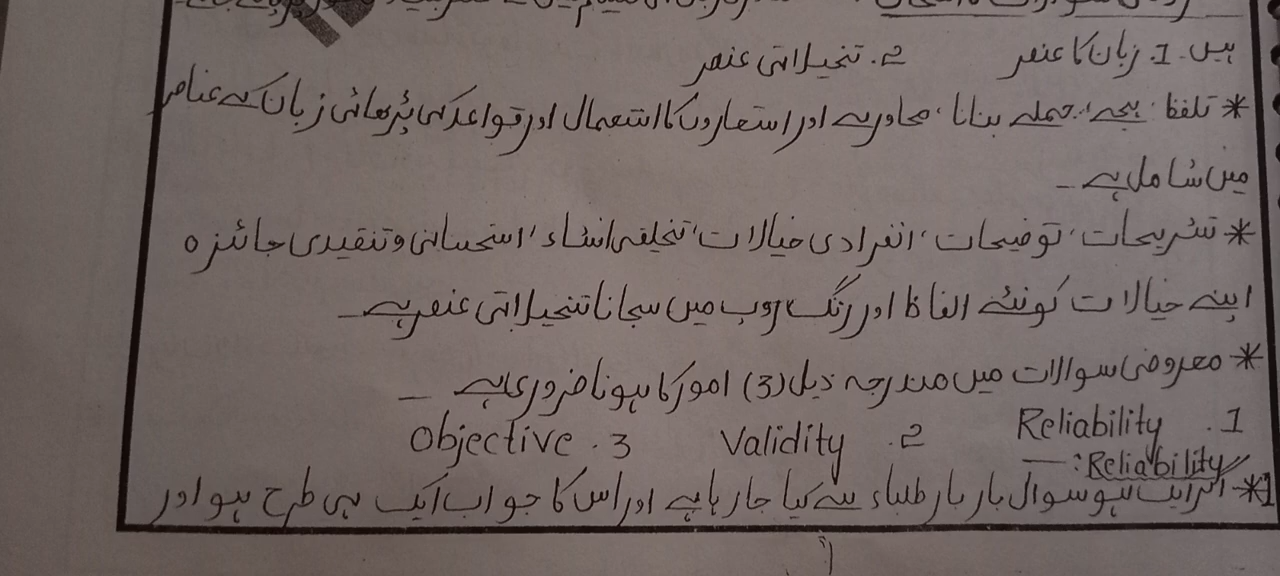 ہیں۔ 1. زبان کا عنصر 2. تخیلاتی عنصر
* تلفظ، ہجے، جملے بنانا، محاورے اور استعاروں کا استعمال اور قواعد کی پڑھائی زبان کے عناصر
میں شامل ہے۔
* تشریحات، توضیحات، انفرادی خیالات، تخلیقی انشاء، استحسانی و تنقیدی جائزہ
اپنے خیالات کو نئے الفاظ اور رنگ روپ میں سجانا تخیلاتی عنصر ہے۔
* معروضی سوالات میں مندرجہ ذیل (3) امور کا ہونا ضروری ہے۔
1. Reliability 2. Validity 3. Objective
Reliability :-
1* اگر ایک ہی سوال بار بار طلباء سے کیا جا رہا ہے اور اس کا جواب ایک ہی طرح ہو اور